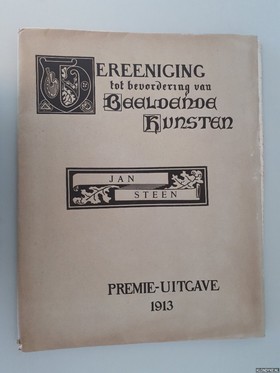 VEREENIGING
tot bevordering van
BEELDENDE
KUNSTEN
JAN
STEEN
PREMIE-UITGAVE
1913